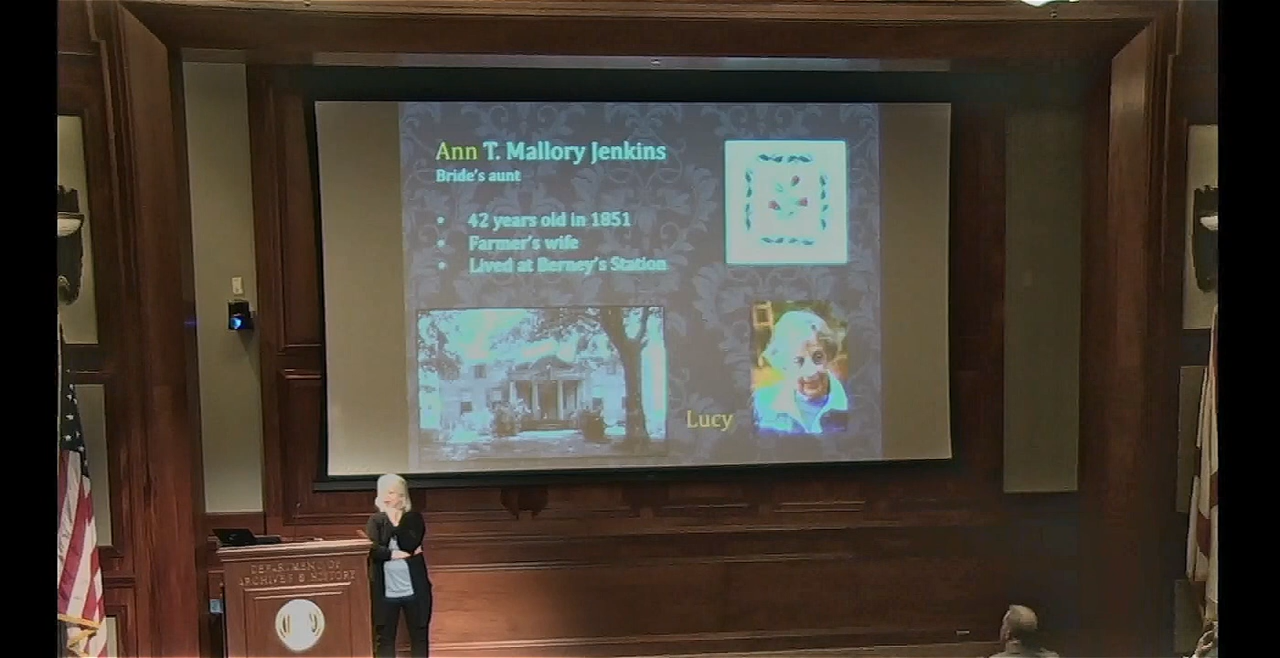 Ann T. Mallory Jenkins
Bride's aunt
• 42 years old in 1851
• Farmer's wife
• Lived at Berney's Station
Lucy
DEPARTMENT OF
ARCHIVES & HISTORY